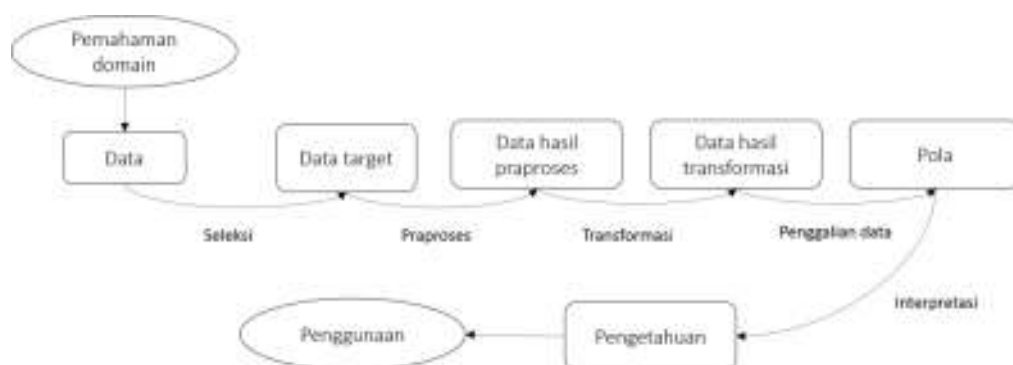 Pemahaman
domain
Data
Data target
Data hasil
praproses
Data hasil
transformasi
Pola
Seleksi
Praproses
Transformasi
Penggalian data
Interpretasi
Penggunaan
Pengetahuan